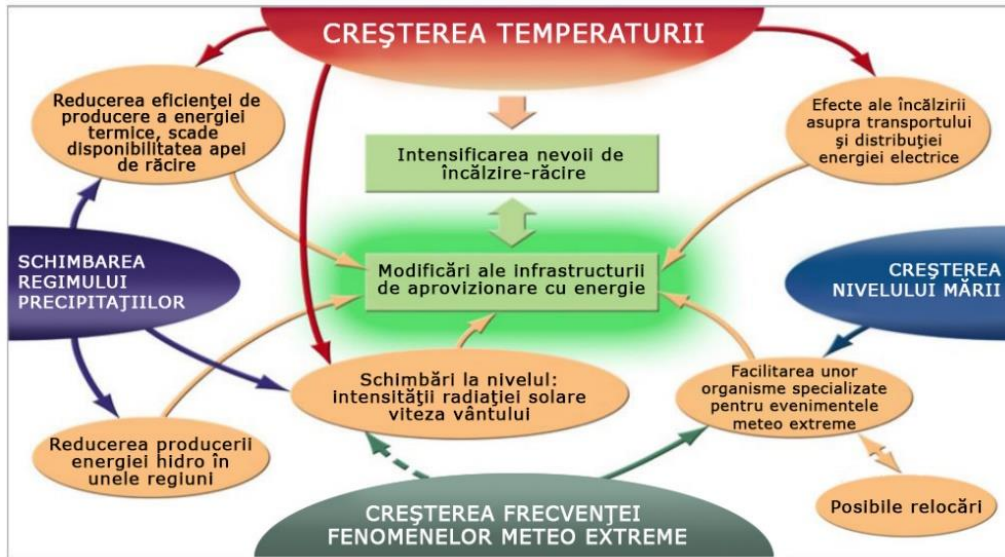 CREŞTEREA TEMPERATURII
Reducerea eficienţei de
producere a energiei
termice, scade
disponibilitatea apei
de răcire
Intensificarea nevoii de
încălzire-răcire
Efecte ale încălzirii
asupra transportului
şi distribuţiei
energiei electrice
SCHIMBAREA
REGIMULUI
PRECIPITAŢIILOR
Modificări ale infrastructurii
de aprovizionare cu energie
CREŞTEREA
NIVELULUI MĂRII
Schimbări la nivelul:
intensităţii radiaţiei solare
viteza vântului
Facilitarea unor
organisme specializate
pentru evenimentele
meteo extreme
Reducerea producerii
energiei hidro în
unele regiuni
CREŞTEREA FRECVENŢEI
FENOMENELOR METEO EXTREME
Posibile relocări